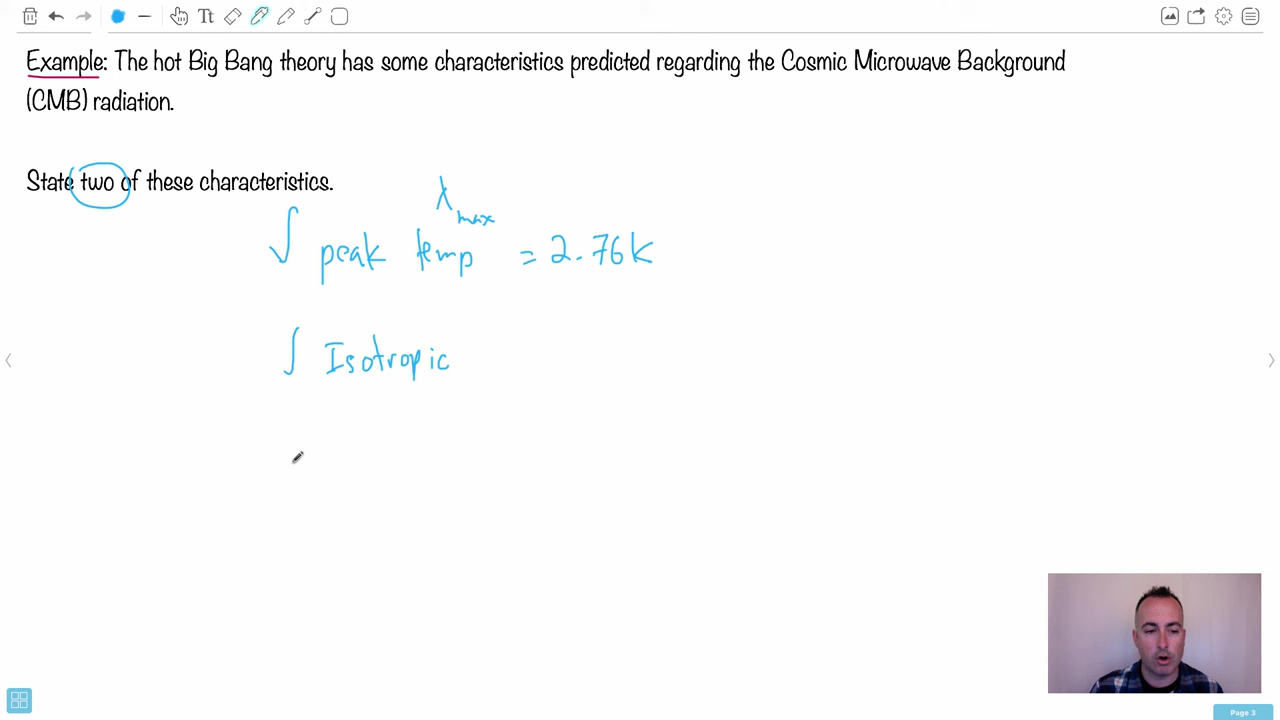 Tt
Example: The hot Big Bang theory has some characteristics predicted regarding the Cosmic Microwave Background
(CMB) radiation.
State two of these characteristics.
λmax
peak temp = 2.76K
Isotropic
Page 3